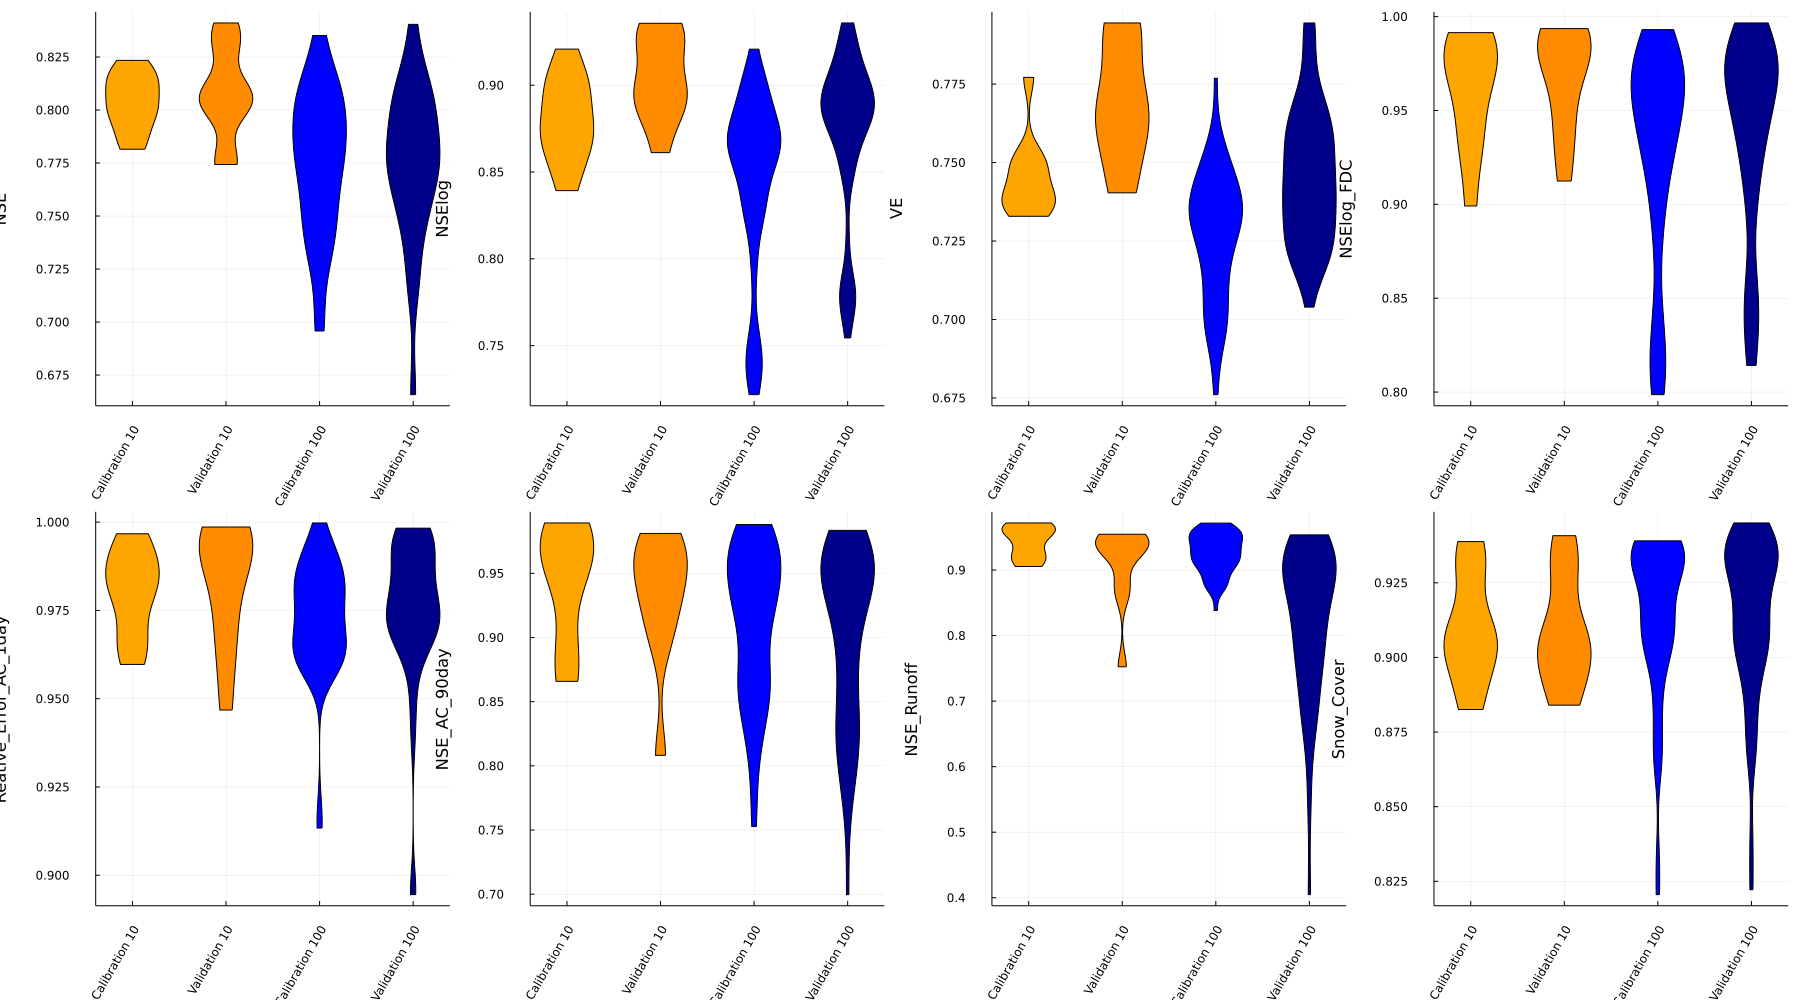 NSE
0.825
0.800
0.775
0.750
0.725
0.700
0.675
Calibration 10
Validation 10
Calibration 100
Validation 100
NSElog
0.90
0.85
0.80
0.75
Calibration 10
Validation 10
Calibration 100
Validation 100
VE
0.775
0.750
0.725
0.700
0.675
Calibration 10
Validation 10
Calibration 100
Validation 100
NSElog_FDC
1.00
0.95
0.90
0.85
0.80
Calibration 10
Validation 10
Calibration 100
Validation 100
Reative_Error_AC_1day
1.000
0.975
0.950
0.925
0.900
Calibration 10
Validation 10
Calibration 100
Validation 100
NSE_AC_90day
0.95
0.90
0.85
0.80
0.75
0.70
Calibration 10
Validation 10
Calibration 100
Validation 100
NSE_Runoff
0.9
0.8
0.7
0.6
0.5
0.4
Calibration 10
Validation 10
Calibration 100
Validation 100
Snow_Cover
0.925
0.900
0.875
0.850
0.825
Calibration 10
Validation 10
Calibration 100
Validation 100